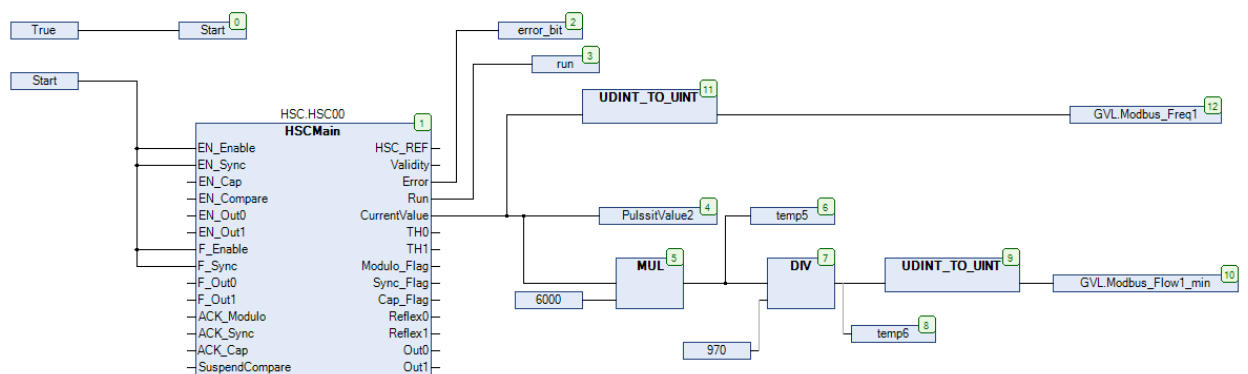 True
Start
0
error_bit
2
run
3
Start
UDINT_TO_UINT
11
GVL.Modbus_Freq1
12
HSC.HSC00
HSCMain
1
EN_Enable HSC_REF
EN_Sync Validity
EN_Cap Error
EN_Compare Run
EN_Out0 CurrentValue
EN_Out1 TH0
F_Enable TH1
F_Sync Modulo_Flag
F_Out0 Sync_Flag
F_Out1 Cap_Flag
ACK_Modulo Reflex0
ACK_Sync Reflex1
ACK_Cap Out0
SuspendCompare Out1
PulssitValue2
4
temp5
6
MUL
5
6000
DIV
7
970
UDINT_TO_UINT
9
GVL.Modbus_Flow1_min
10
temp6
8